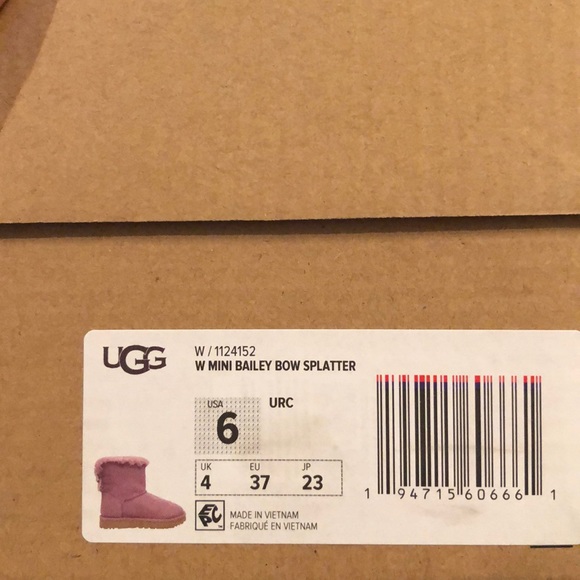 UGG
W / 1124152
W MINI BAILEY BOW SPLATTER
USA
6
URC
UK EU JP
4 37 23
EPC
MADE IN VIETNAM
FABRIQUÉ EN VIETNAM
1 94715 60666 1